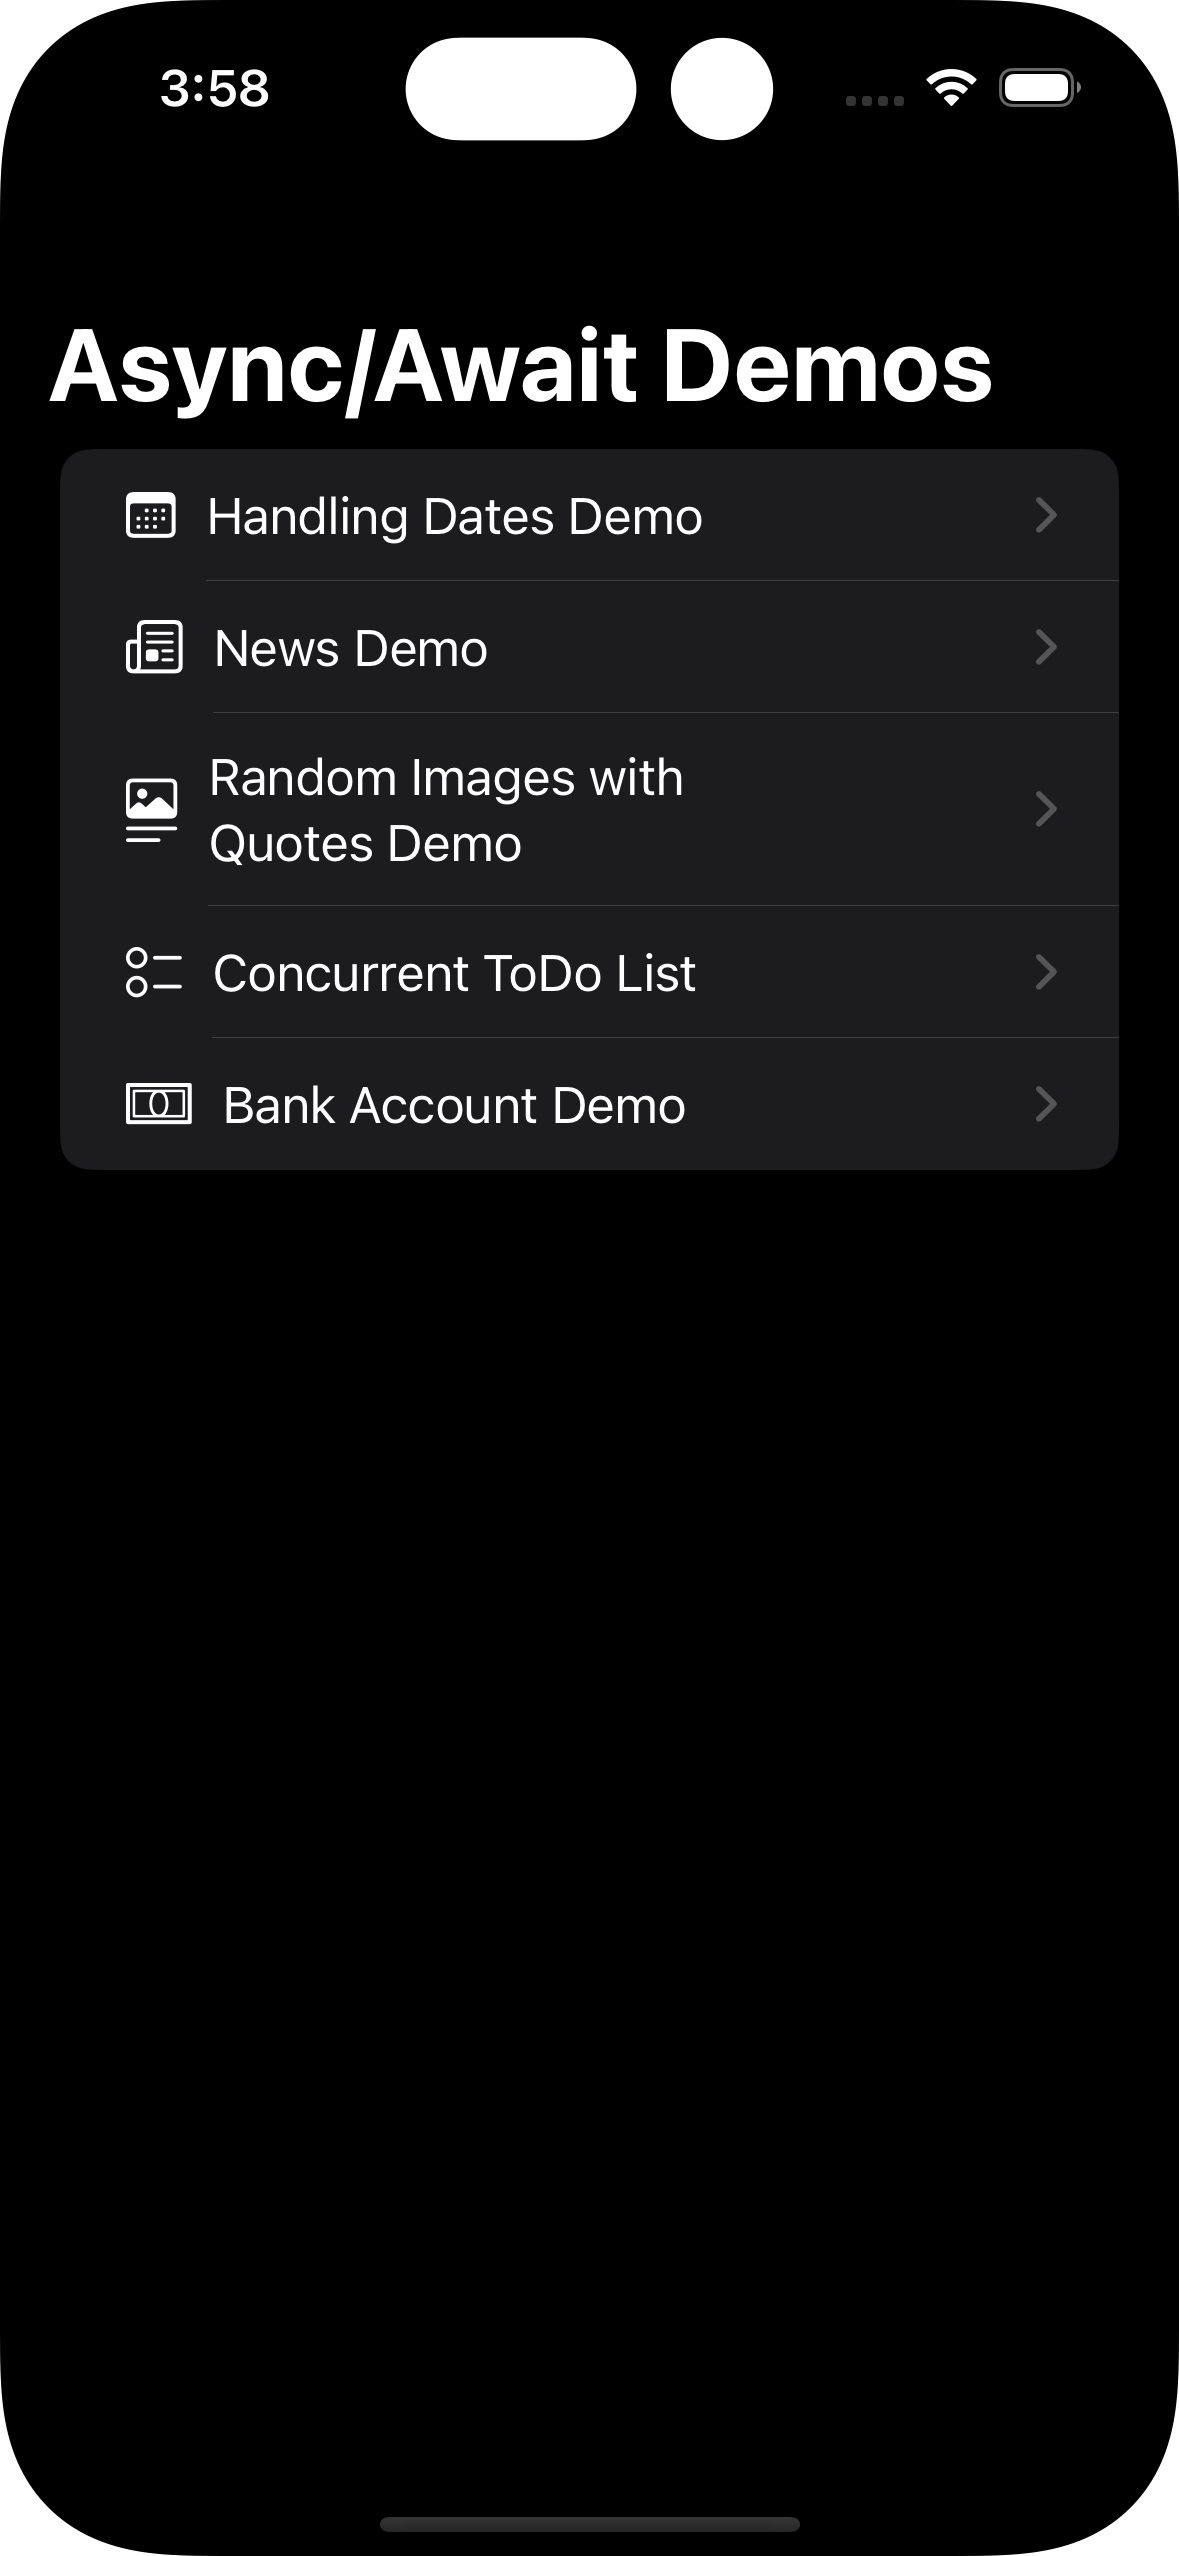 3:58
Async/Await Demos
Handling Dates Demo
News Demo
Random Images with
Quotes Demo
Concurrent ToDo List
Bank Account Demo